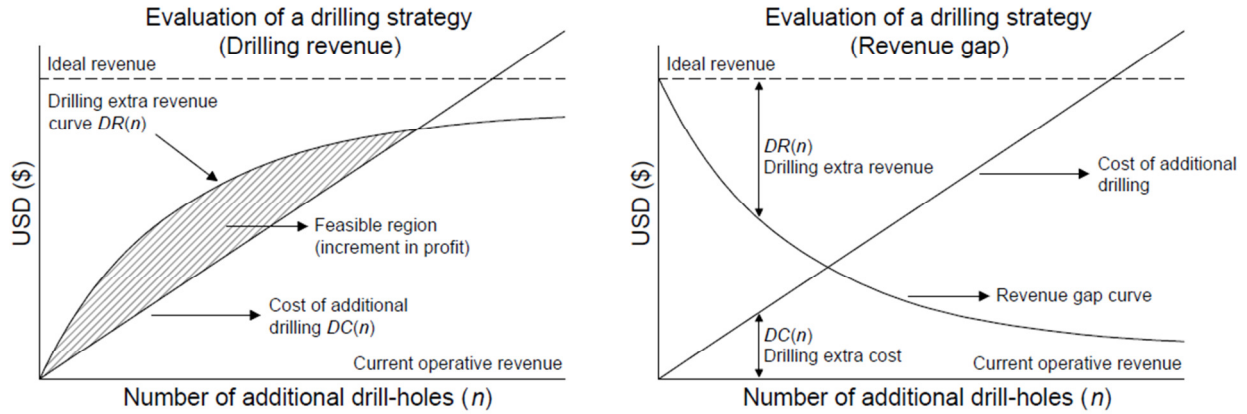 Evaluation of a drilling strategy
(Drilling revenue)
Ideal revenue
Drilling extra revenue
curve DR(n)
Feasible region
(increment in profit)
Cost of additional
drilling DC(n)
Current operative revenue
USD ($)
Number of additional drill-holes (n)
Evaluation of a drilling strategy
(Revenue gap)
Ideal revenue
DR(n)
Drilling extra revenue
Cost of additional
drilling
Revenue gap curve
DC(n)
Drilling extra cost
Current operative revenue
USD ($)
Number of additional drill-holes (n)